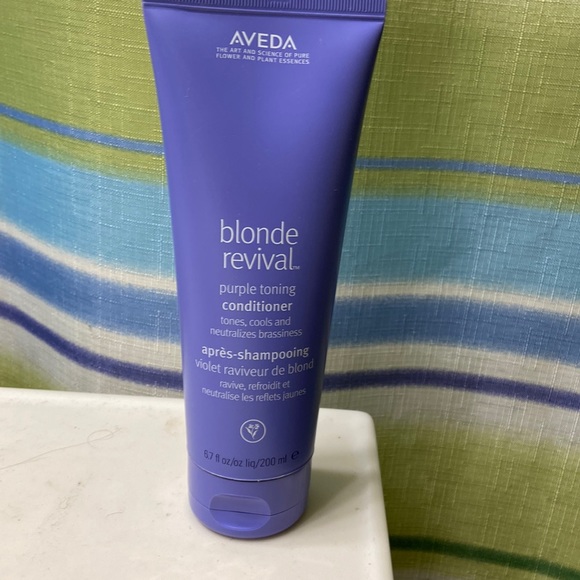 AVEDA
THE ART AND SCIENCE OF PURE
FLOWER AND PLANT ESSENCES
blonde
revival™
purple toning
conditioner
tones, cools and
neutralizes brassiness
après-shampooing
violet raviveur de blond
ravive, refroidit et
neutralise les reflets jaunes
6.7 fl oz/oz liq/200 ml ℮